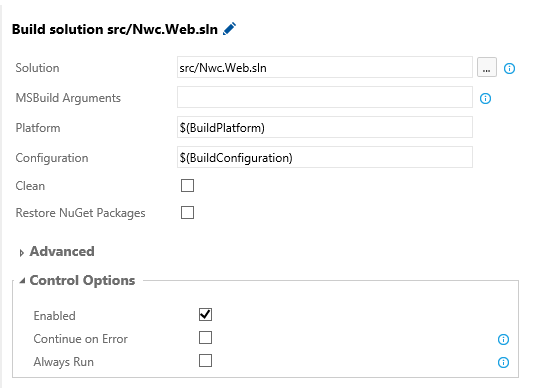 Build solution src/Nwc.Web.sln
Solution src/Nwc.Web.sln ...
MSBuild Arguments
Platform $(BuildPlatform)
Configuration $(BuildConfiguration)
Clean
Restore NuGet Packages
Advanced
Control Options
Enabled
Continue on Error
Always Run